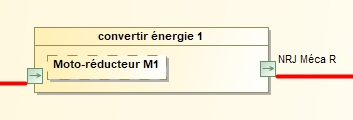 convertir énergie 1
Moto-réducteur M1
NRJ Méca R